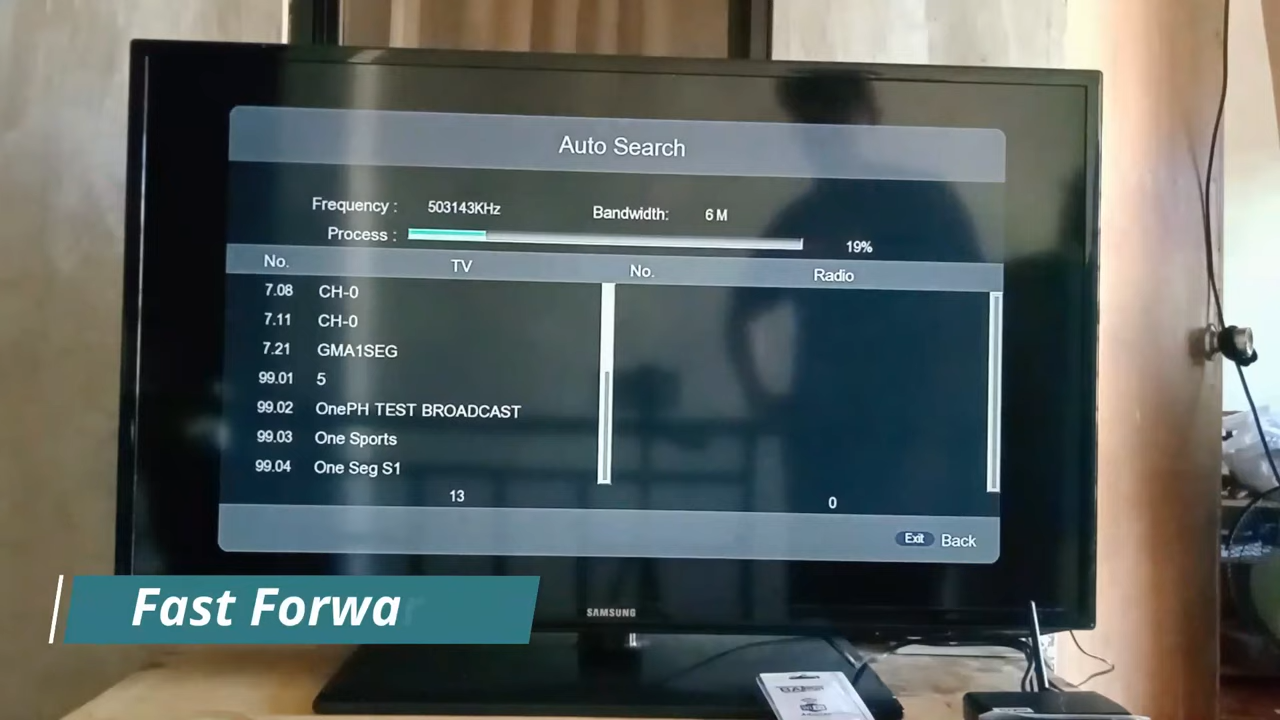 Auto Search
Frequency : 503143KHz Bandwidth: 6 M
Process : 19%
No. TV No. Radio
7.08 CH-0
7.11 CH-0
7.21 GMA1SEG
99.01 5
99.02 OnePH TEST BROADCAST
99.03 One Sports
99.04 One Seg S1
13 0
Exit Back
Fast Forwa
SAMSUNG